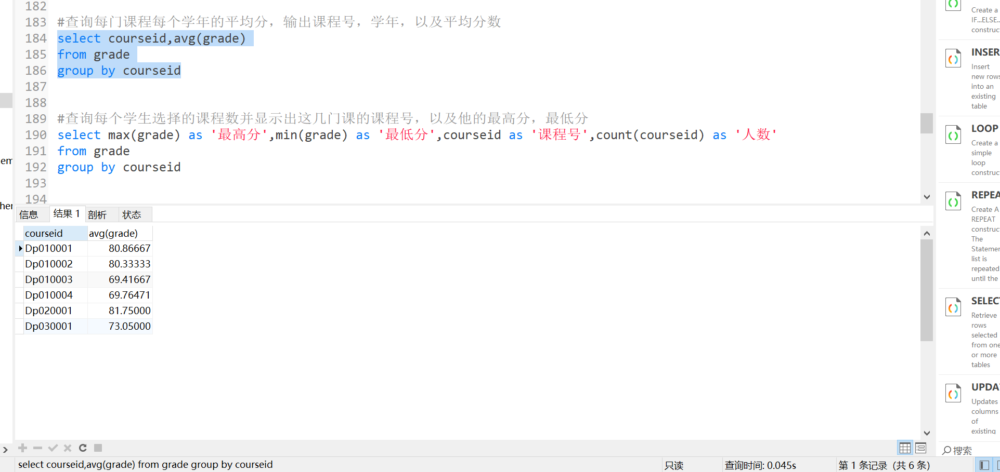 182
183 #查询每门课程每个学年的平均分，输出课程号，学年，以及平均分数
184 select courseid,avg(grade)
185 from grade
186 group by courseid
187
188
189 #查询每个学生选择的课程数并显示出这几门课的课程号，以及他的最高分，最低分
190 select max(grade) as '最高分',min(grade) as '最低分',courseid as '课程号',count(courseid) as '人数'
191 from grade
192 group by courseid
193
194
em
her
信息 结果 1 剖析 状态
courseid avg(grade)
Dp010001 80.86667
Dp010002 80.33333
Dp010003 69.41667
Dp010004 69.76471
Dp020001 81.75000
Dp030001 73.05000
select courseid,avg(grade) from grade group by courseid
只读
查询时间: 0.045s
第 1 条记录 (共 6 条)
Create a
IF...ELSE...
construc
INSER
Insert
new rows
into an
existing
table
LOOP
Create a
simple
loop
construc
REPEA
Create A
REPEAT
construc
The
Statemen
list is
repeated
until the
SELECT
Retrieve
rows
selected
from one
or more
tables
UPDA
Updates
columns
of
existing
搜索